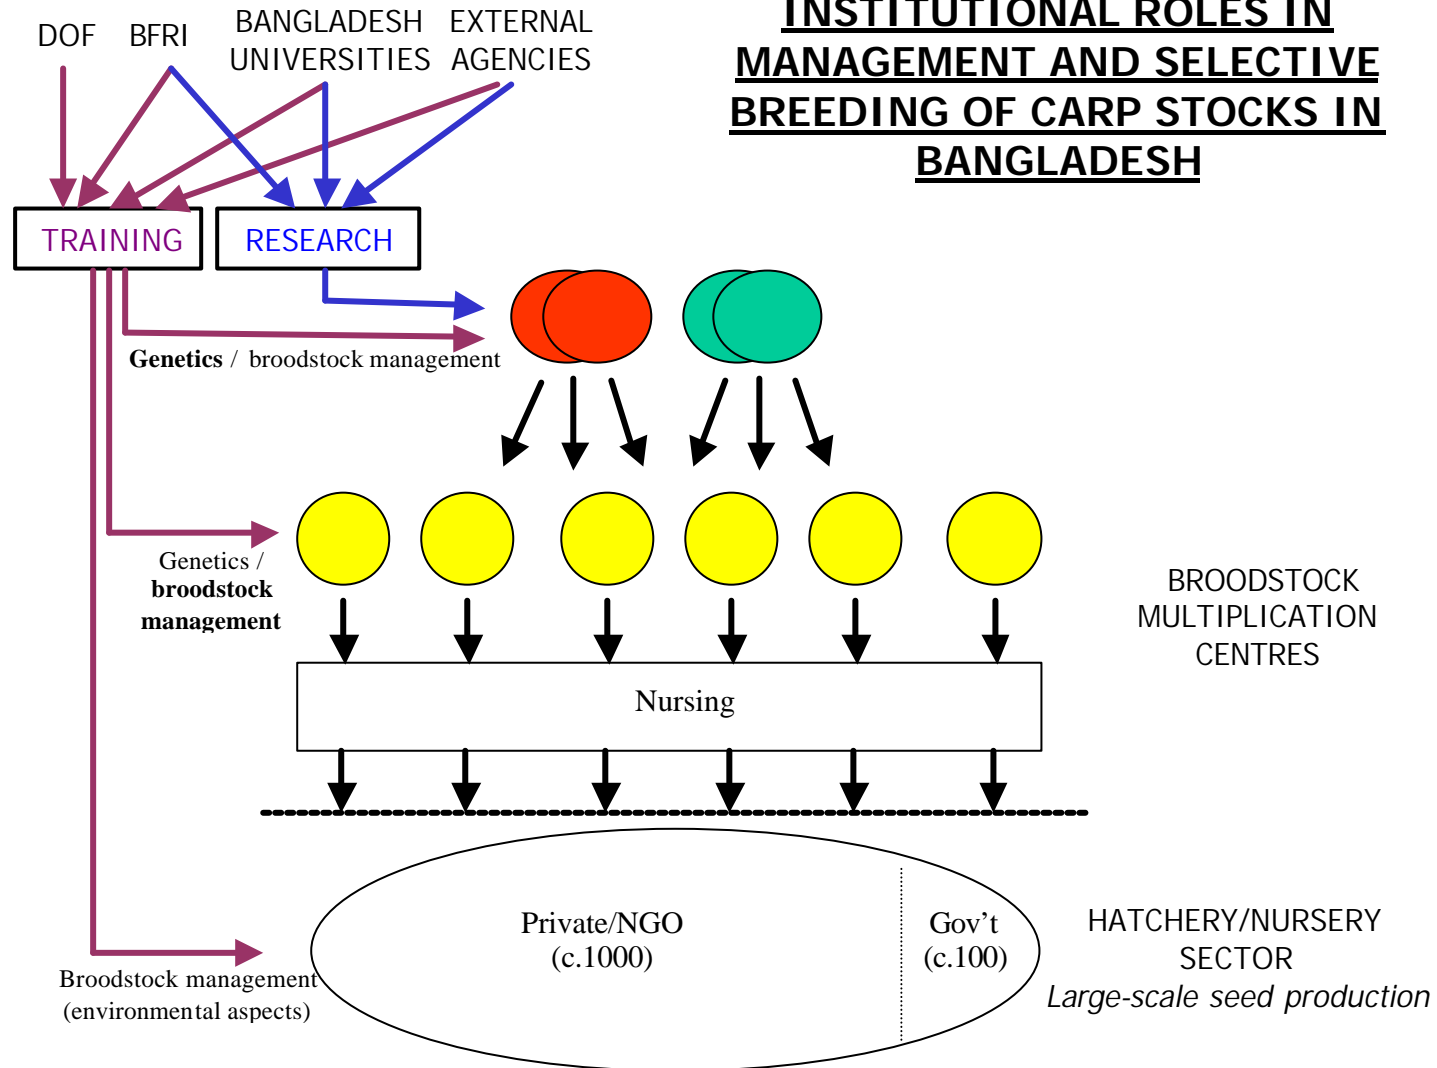 INSTITUTIONAL ROLES IN
MANAGEMENT AND SELECTIVE
BREEDING OF CARP STOCKS IN
BANGLADESH
DOF
BFRI
BANGLADESH
UNIVERSITIES
EXTERNAL
AGENCIES
TRAINING
RESEARCH
Genetics / broodstock management
Genetics /
broodstock
management
BROODSTOCK
MULTIPLICATION
CENTRES
Nursing
Private/NGO
(c.1000)
Gov't
(c.100)
HATCHERY/NURSERY
SECTOR
Large-scale seed production
Broodstock management
(environmental aspects)